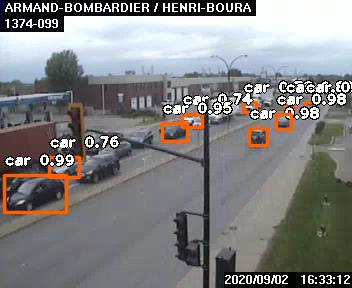 ARMAND-BOMBARDIER / HENRI-BOURA
1374-099
car 0.74
car 0.95
car 0.98
car 0.98
car 0.76
car 0.99
2020/09/02 16:33:12